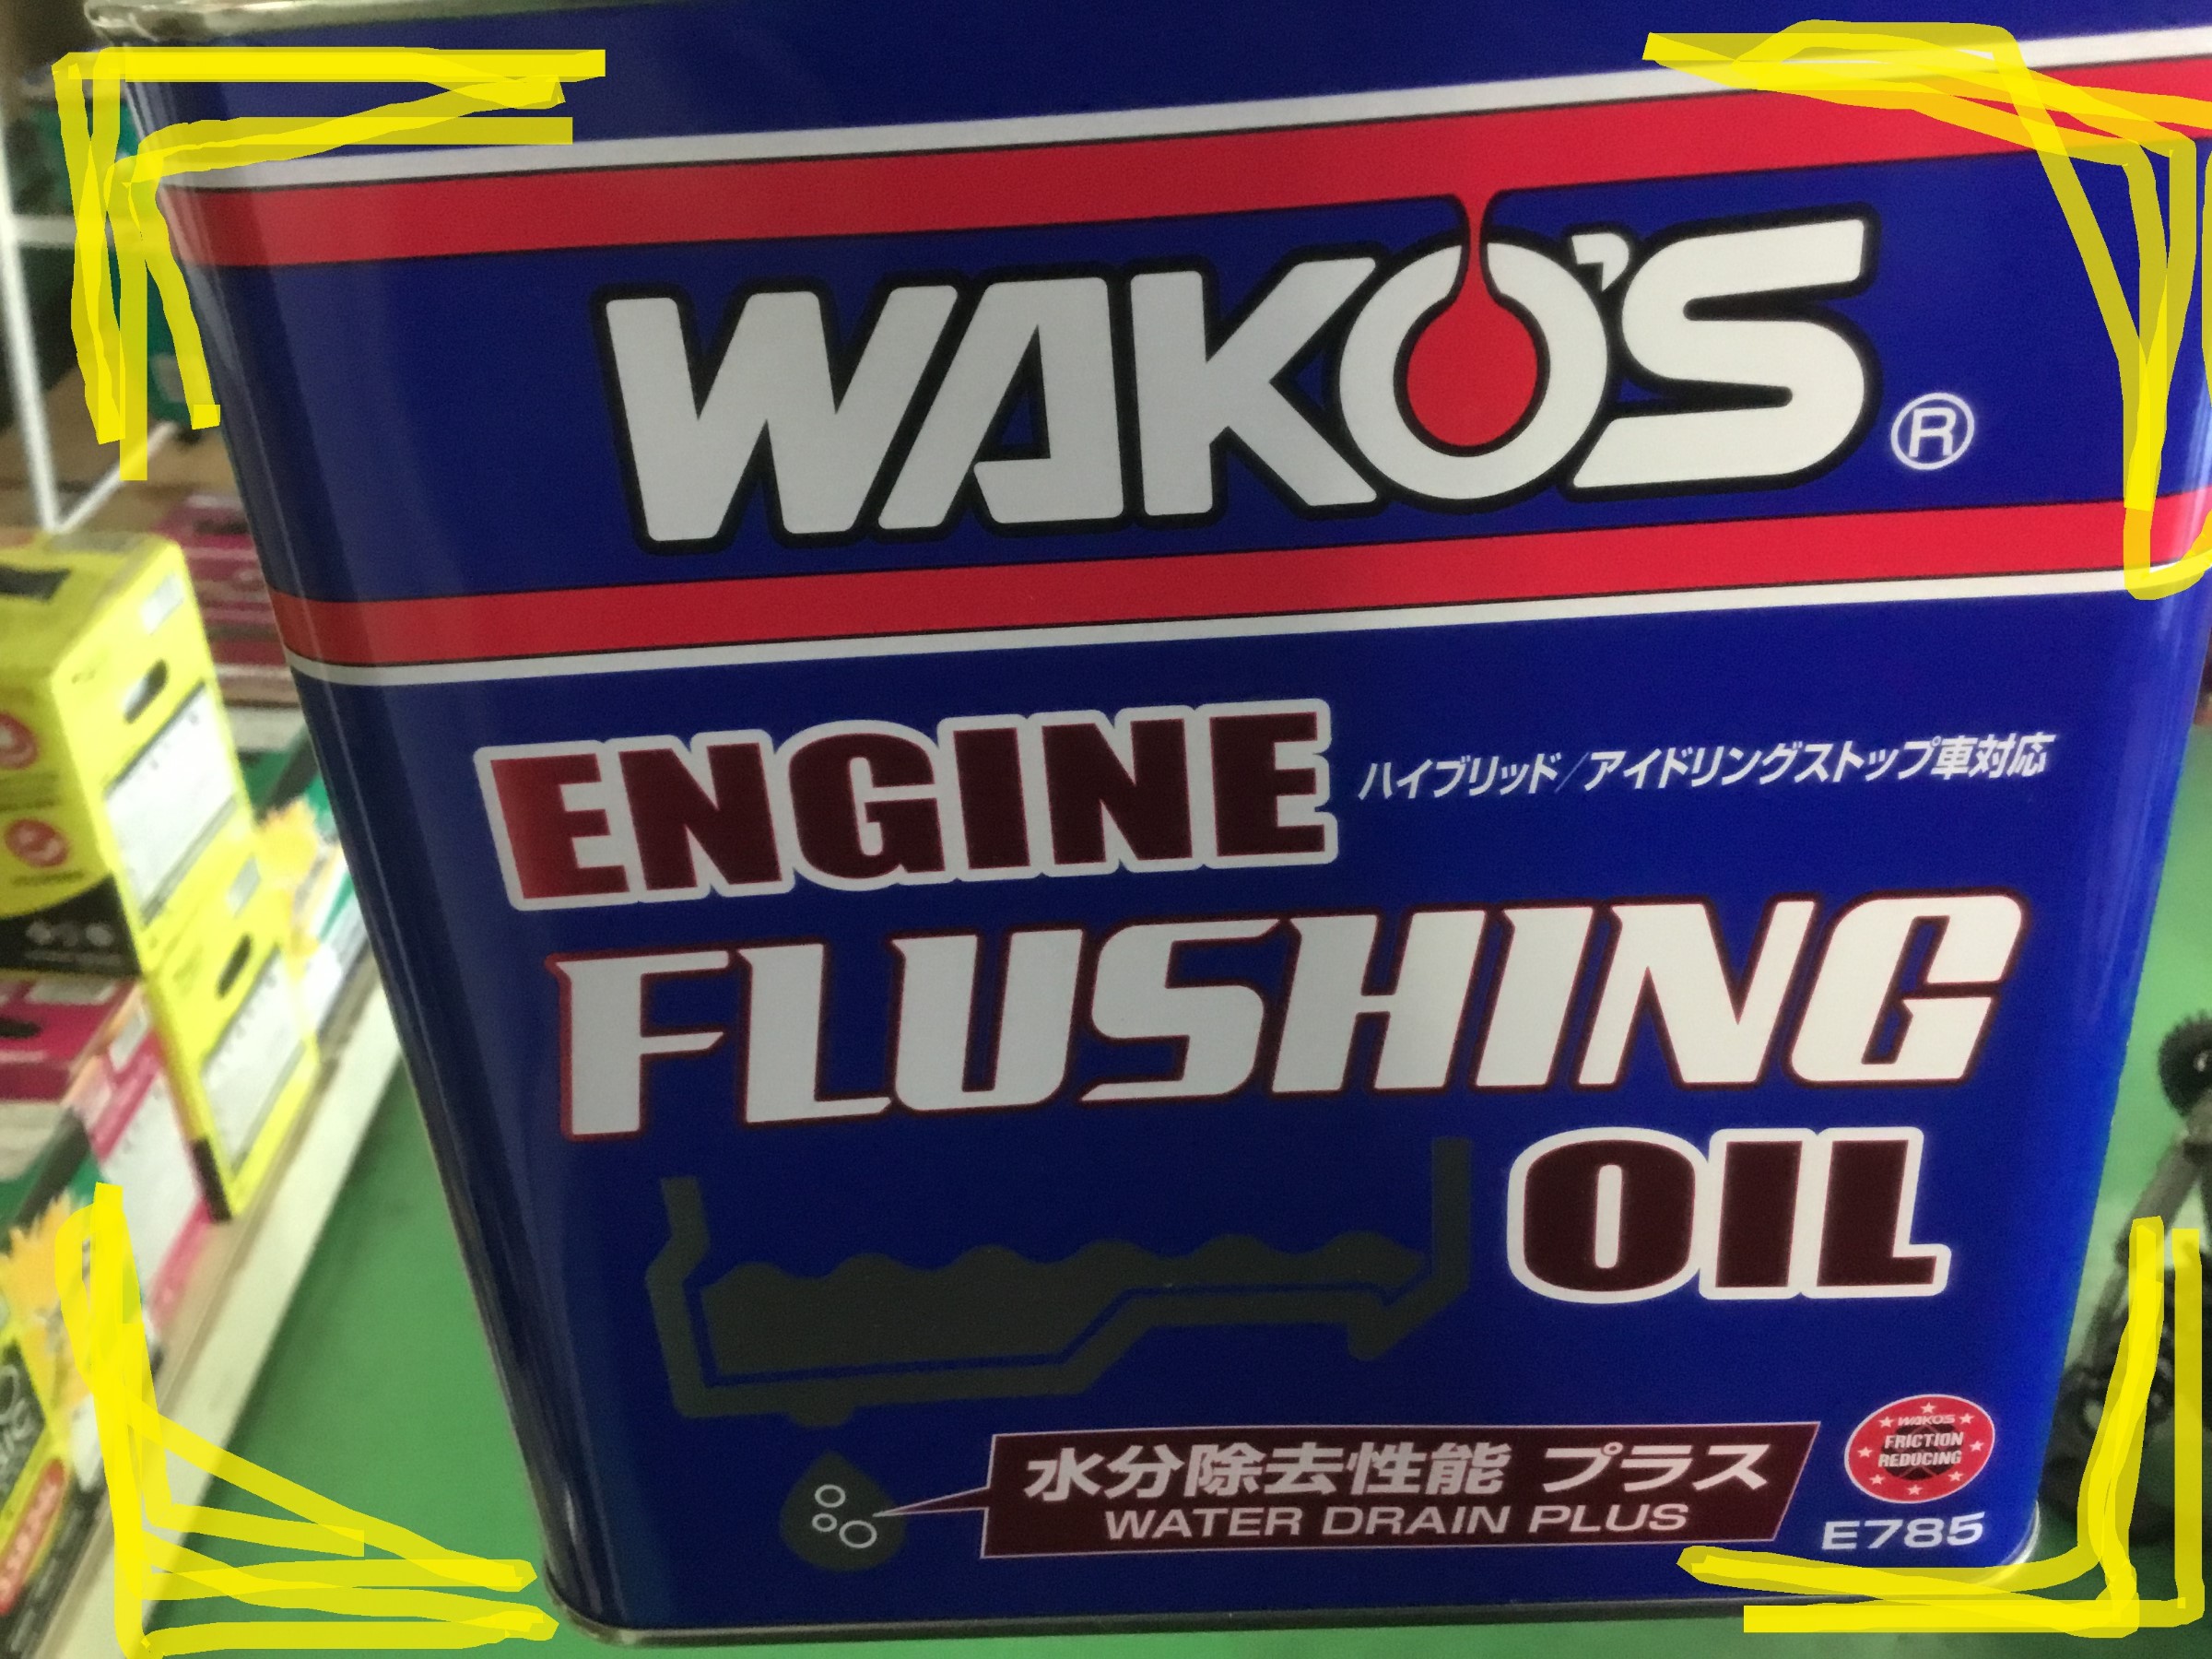 WAKO'S ®
ENGINE
ハイブリッド/アイドリングストップ車対応
FLUSHING
OIL
水分除去性能 プラス
WATER DRAIN PLUS
WAKO'S
FRICTION
REDUCING
E785